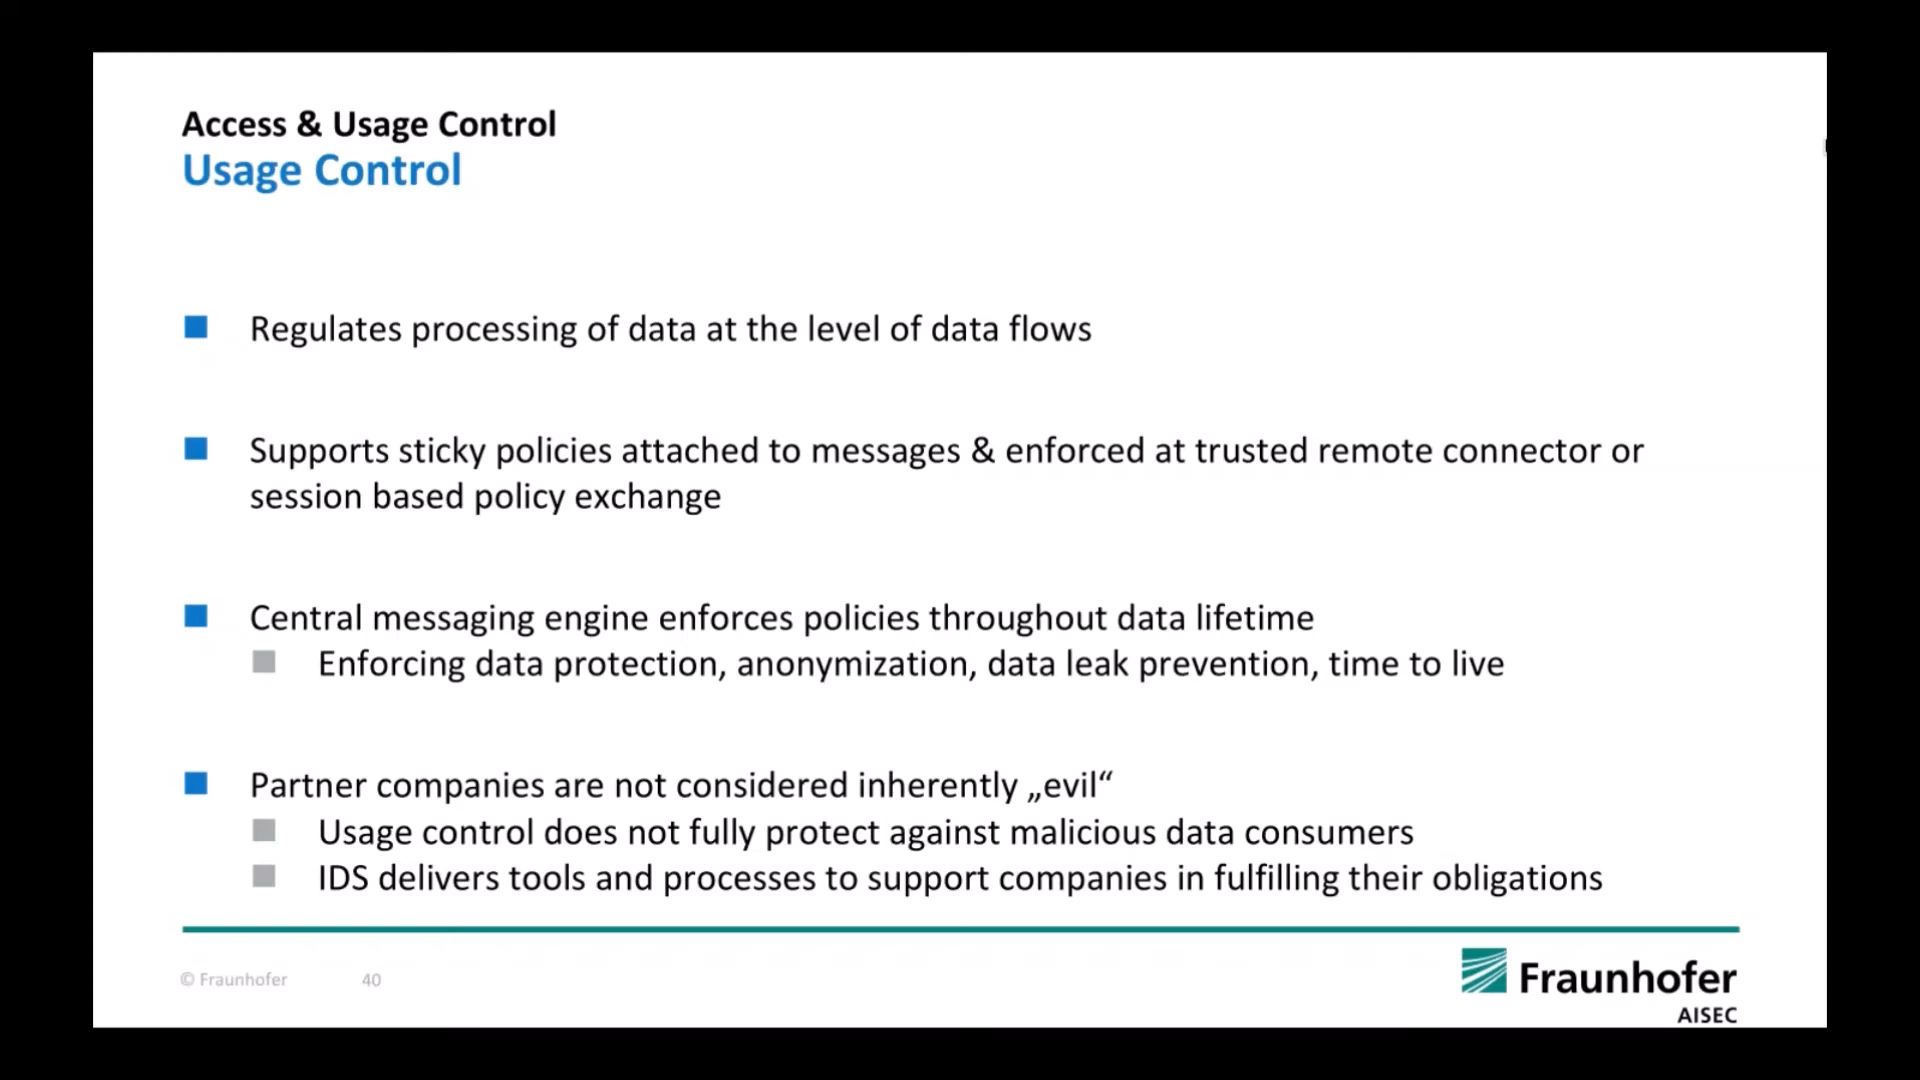 Access & Usage Control
Usage Control
Regulates processing of data at the level of data flows
Supports sticky policies attached to messages & enforced at trusted remote connector or
session based policy exchange
Central messaging engine enforces policies throughout data lifetime
Enforcing data protection, anonymization, data leak prevention, time to live
Partner companies are not considered inherently „evil“
Usage control does not fully protect against malicious data consumers
IDS delivers tools and processes to support companies in fulfilling their obligations
© Fraunhofer 40
Fraunhofer
AISEC